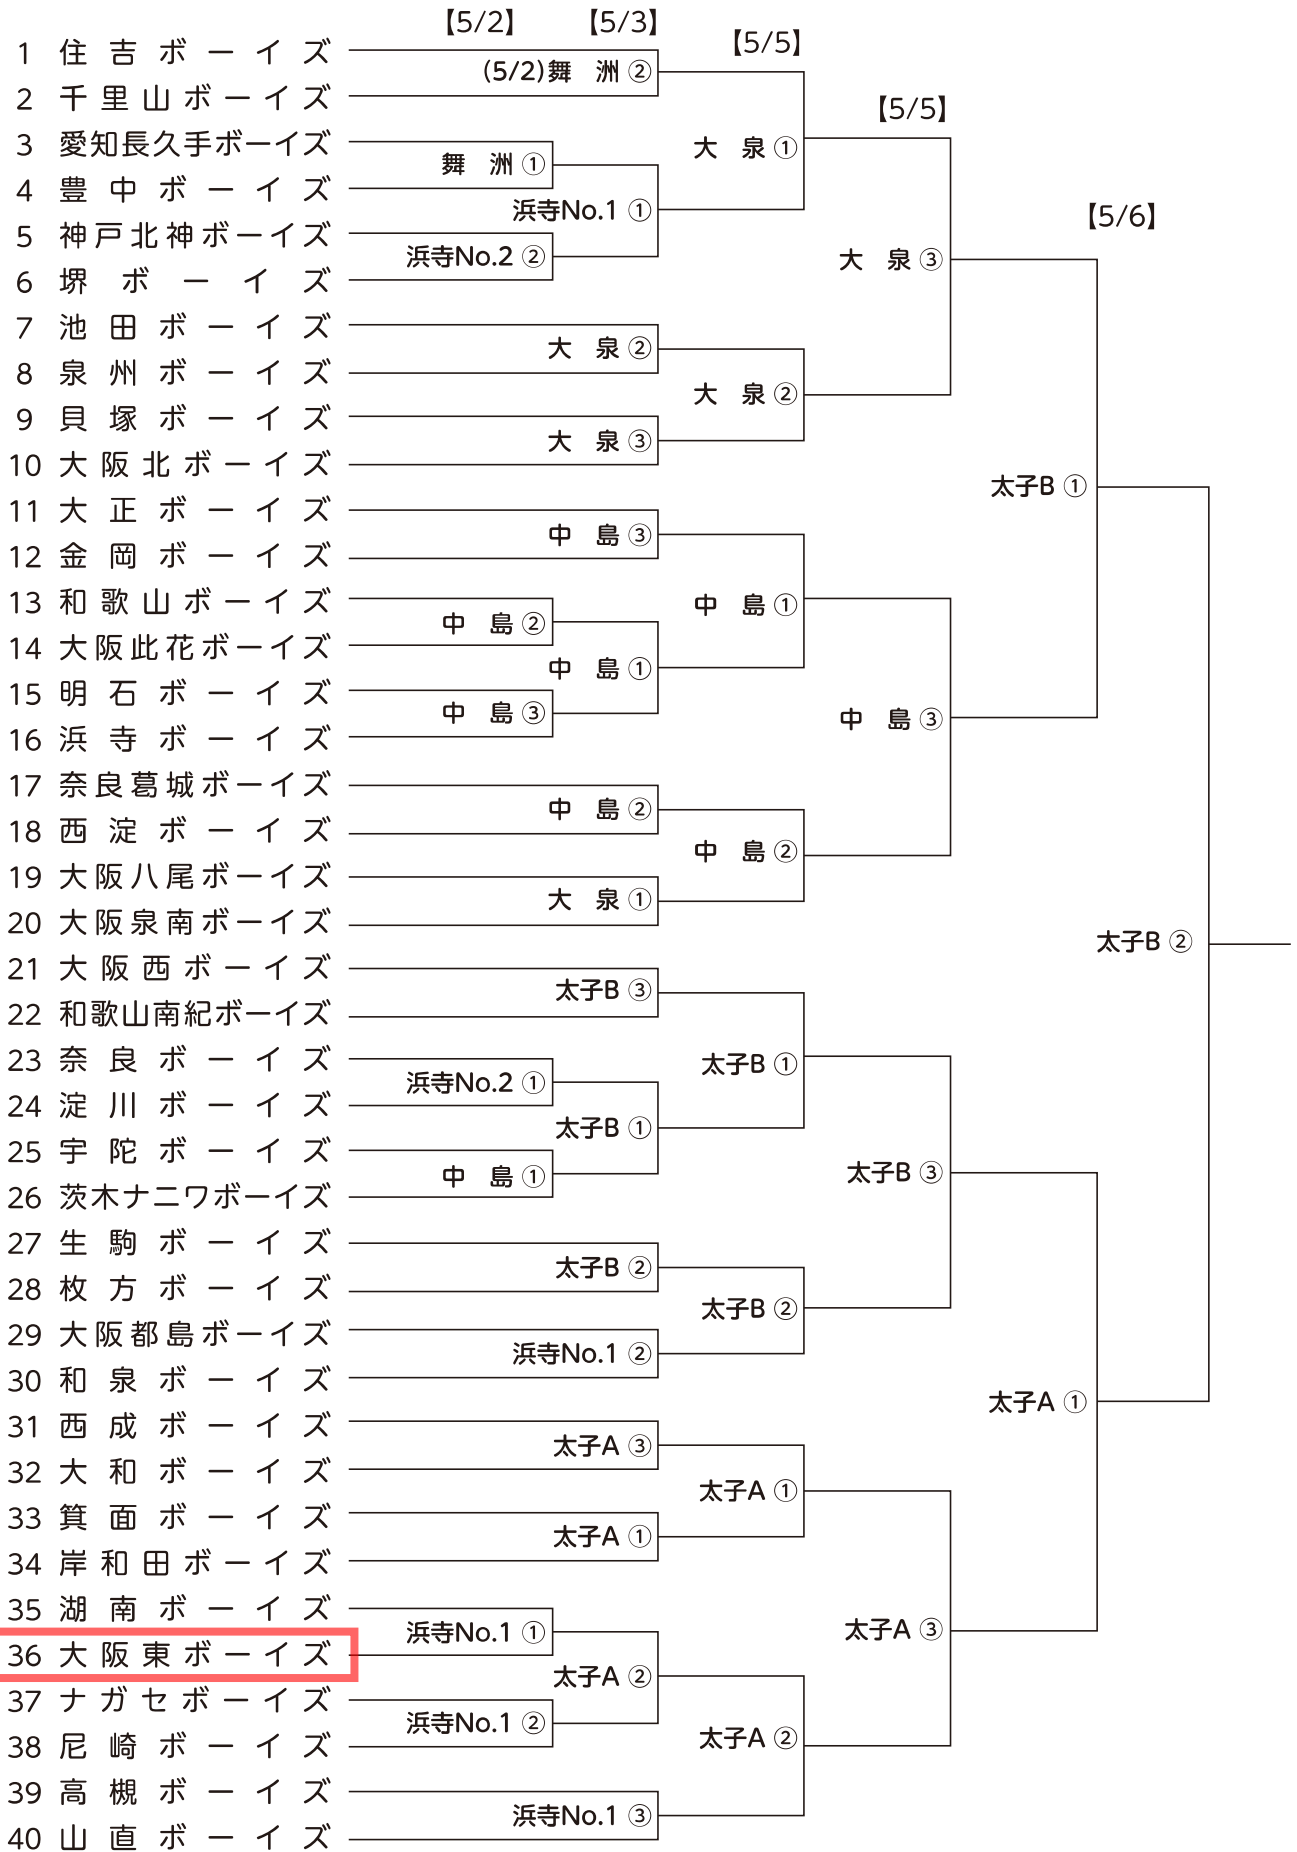 【5/2】 【5/3】
【5/5】
【5/5】
【5/6】
1 住吉ボーイズ
(5/2)舞 洲 ②
2 千里山ボーイズ
3 愛知長久手ボーイズ
大 泉 ①
舞 洲 ①
4 豊中ボーイズ
浜寺No.1 ①
5 神戸北神ボーイズ
浜寺No.2 ②
大 泉 ③
6 堺ボーイズ
7 池田ボーイズ
大 泉 ②
8 泉州ボーイズ
大 泉 ②
9 貝塚ボーイズ
大 泉 ③
10 大阪北ボーイズ
太子B ①
11 大正ボーイズ
中 島 ③
12 金岡ボーイズ
13 和歌山ボーイズ
中 島 ①
中 島 ②
14 大阪此花ボーイズ
中 島 ①
15 明石ボーイズ
中 島 ③
中 島 ③
16 浜寺ボーイズ
17 奈良葛城ボーイズ
中 島 ②
18 西淀ボーイズ
中 島 ②
19 大阪八尾ボーイズ
大 泉 ①
20 大阪泉南ボーイズ
太子B ②
21 大阪西ボーイズ
太子B ③
22 和歌山南紀ボーイズ
23 奈良ボーイズ
太子B ①
浜寺No.2 ①
24 淀川ボーイズ
太子B ①
25 宇陀ボーイズ
中 島 ①
太子B ③
26 茨木ナニワボーイズ
27 生駒ボーイズ
太子B ②
28 枚方ボーイズ
太子B ②
29 大阪都島ボーイズ
浜寺No.1 ②
30 和泉ボーイズ
太子A ①
31 西成ボーイズ
太子A ③
32 大和ボーイズ
太子A ①
33 箕面ボーイズ
太子A ①
34 岸和田ボーイズ
35 湖南ボーイズ
浜寺No.1 ①
太子A ③
36 大阪東ボーイズ
太子A ②
37 ナガセボーイズ
浜寺No.1 ②
太子A ②
38 尼崎ボーイズ
39 高槻ボーイズ
浜寺No.1 ③
40 山直ボーイズ